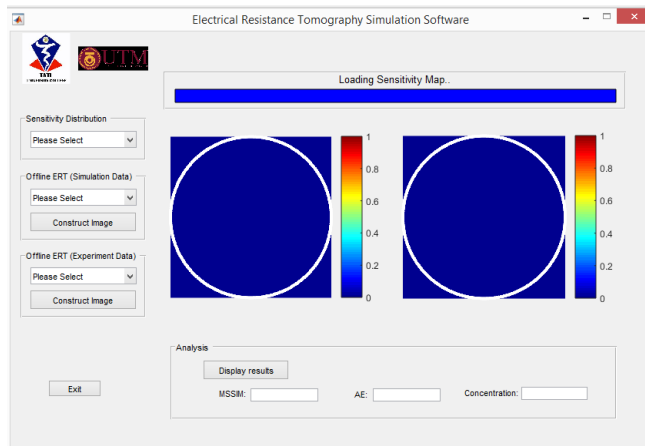 Electrical Resistance Tomography Simulation Software
TATI
UTM
Loading Sensitivity Map..
Sensitivity Distribution
Please Select
Offline ERT (Simulation Data)
Please Select
Construct Image
Offline ERT (Experiment Data)
Please Select
Construct Image
1
0.8
0.6
0.4
0.2
0
1
0.8
0.6
0.4
0.2
0
Analysis
Display results
MSSIM:
AE:
Concentration:
Exit